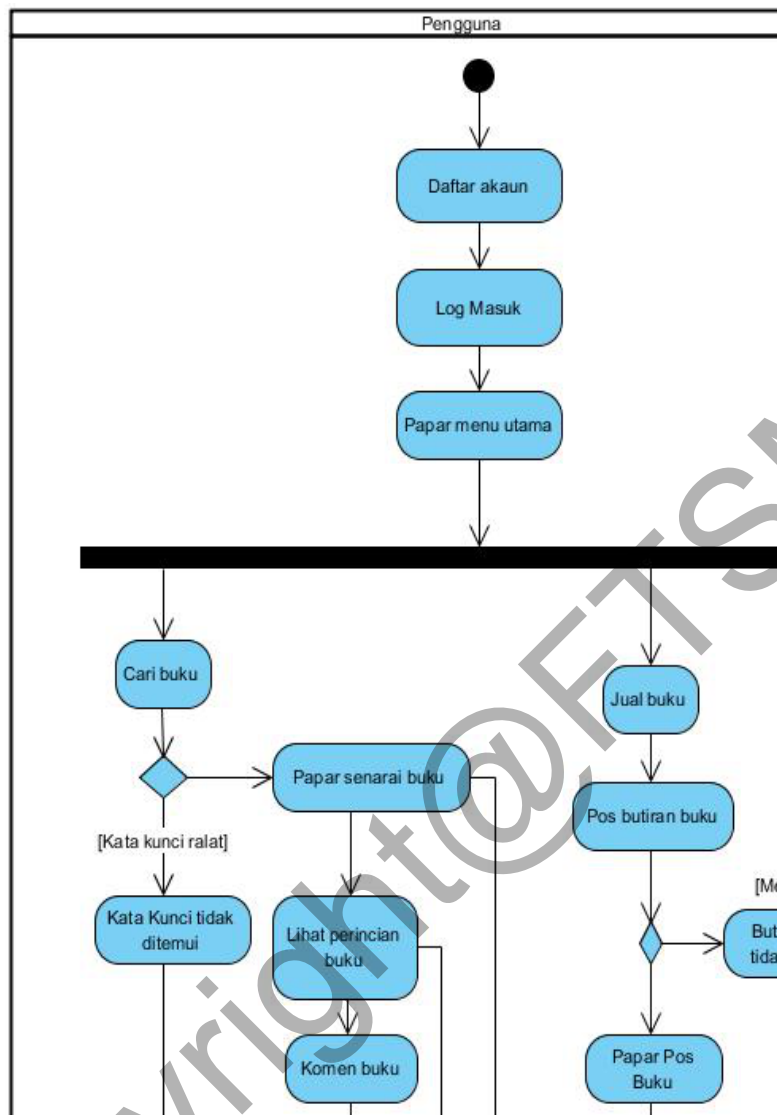 Pengguna
Daftar akaun
Log Masuk
Papar menu utama
Cari buku
Jual buku
Papar senarai buku
Pos butiran buku
[Kata kunci ralat]
Kata Kunci tidak
ditemui
Lihat perincian
buku
Komen buku
Papar Pos
Buku